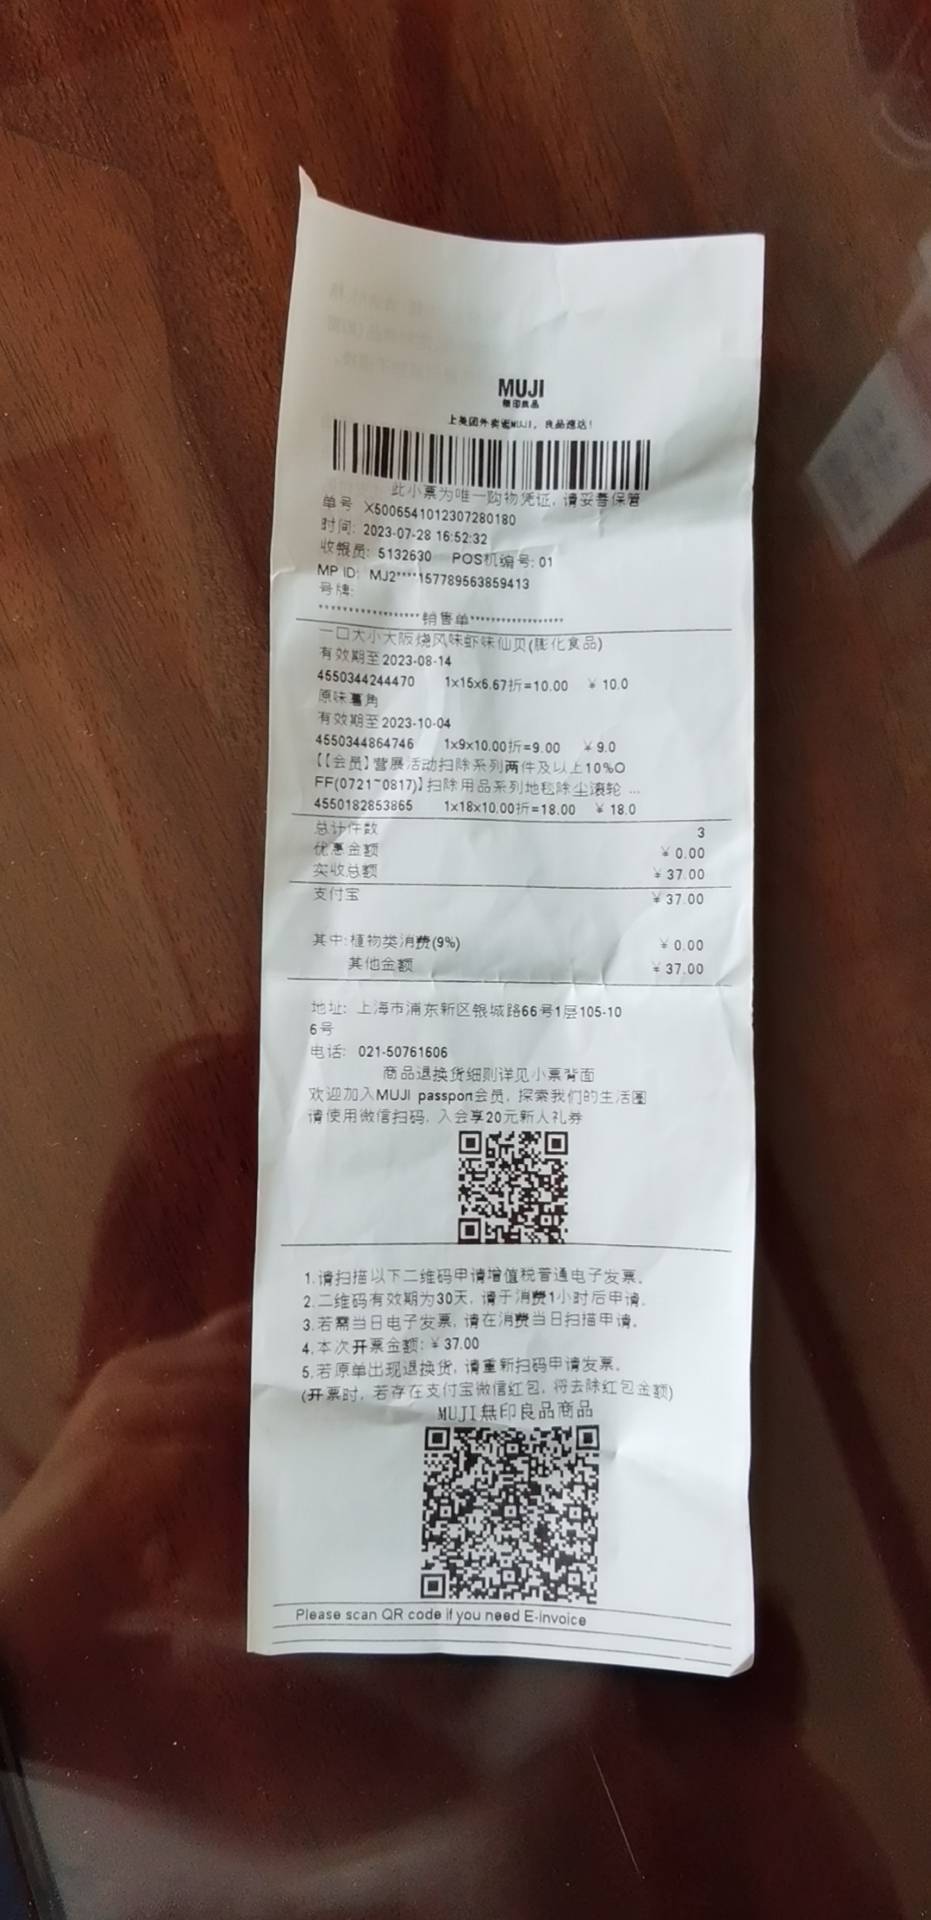 MUJI
無印良品
上美团外卖逛MUJI，良品速达！
此小票为唯一购物凭证，请妥善保管
单号 X5006541012307280180
时间: 2023-07-28 16:52:32
收银员: 5132630 POS机编号: 01
MP ID: MJ2****157789563859413
号牌:
******************销售单*****************
一口大小大阪烧风味虾味仙贝(膨化食品)
有效期至2023-08-14
4550344244470 1x15x6.67折=10.00 ¥ 10.0
原味薯角
有效期至2023-10-04
4550344864746 1x9x10.00折=9.00 ¥ 9.0
【【会员】营展活动扫除系列两件及以上10%O
FF(0721~0817)】扫除用品系列地毯除尘滚轮 ...
4550182853865 1x18x10.00折=18.00 ¥ 18.0
总计件数 3
优惠金额 ¥ 0.00
实收总额 ¥ 37.00
支付宝 ¥ 37.00
其中:植物类消费(9%) ¥ 0.00
其他金额 ¥ 37.00
地址: 上海市浦东新区银城路66号1层105-10
6号
电话: 021-50761606
商品退换货细则详见小票背面
欢迎加入MUJI passport会员, 探索我们的生活圈
请使用微信扫码, 入会享20元新人礼券
1.请扫描以下二维码申请增值税普通电子发票。
2.二维码有效期为30天, 请于消费1小时后申请.
3.若需当日电子发票, 请在消费当日扫描申请。
4.本次开票金额: ¥ 37.00
5.若原单出现退换货, 请重新扫码申请发票。
(开票时, 若存在支付宝微信红包, 将去除红包金额)
MUJI無印良品商品
Please scan QR code if you need E-invoice